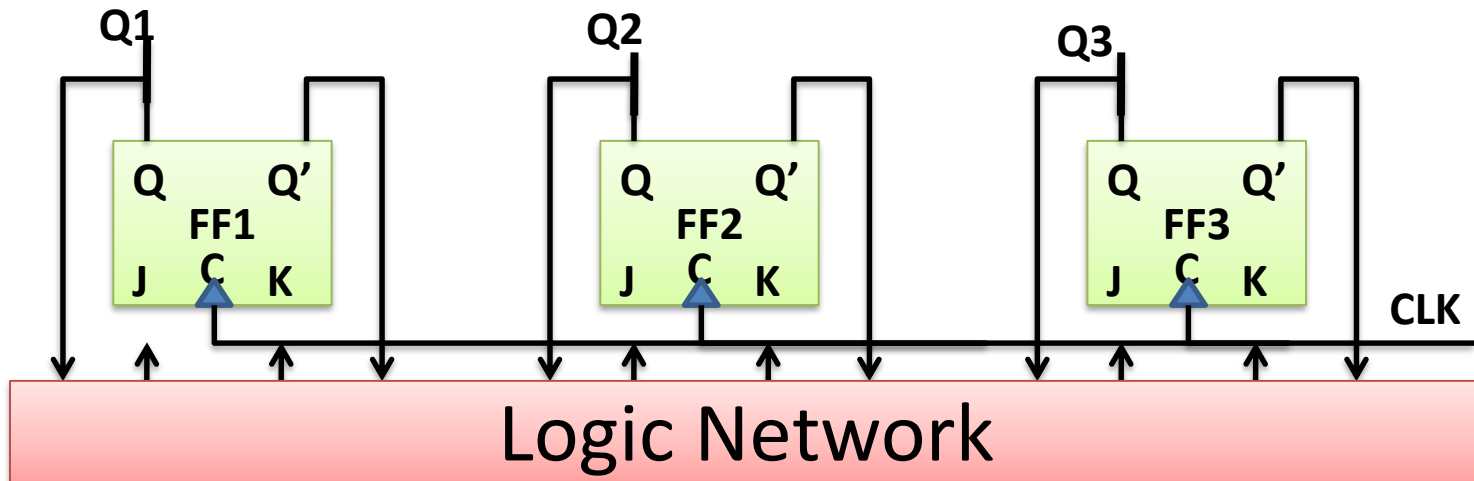 Q1
Q2
Q3
Q Q’
FF1
J C K
Q Q’
FF2
J C K
Q Q’
FF3
J C K
CLK
Logic Network